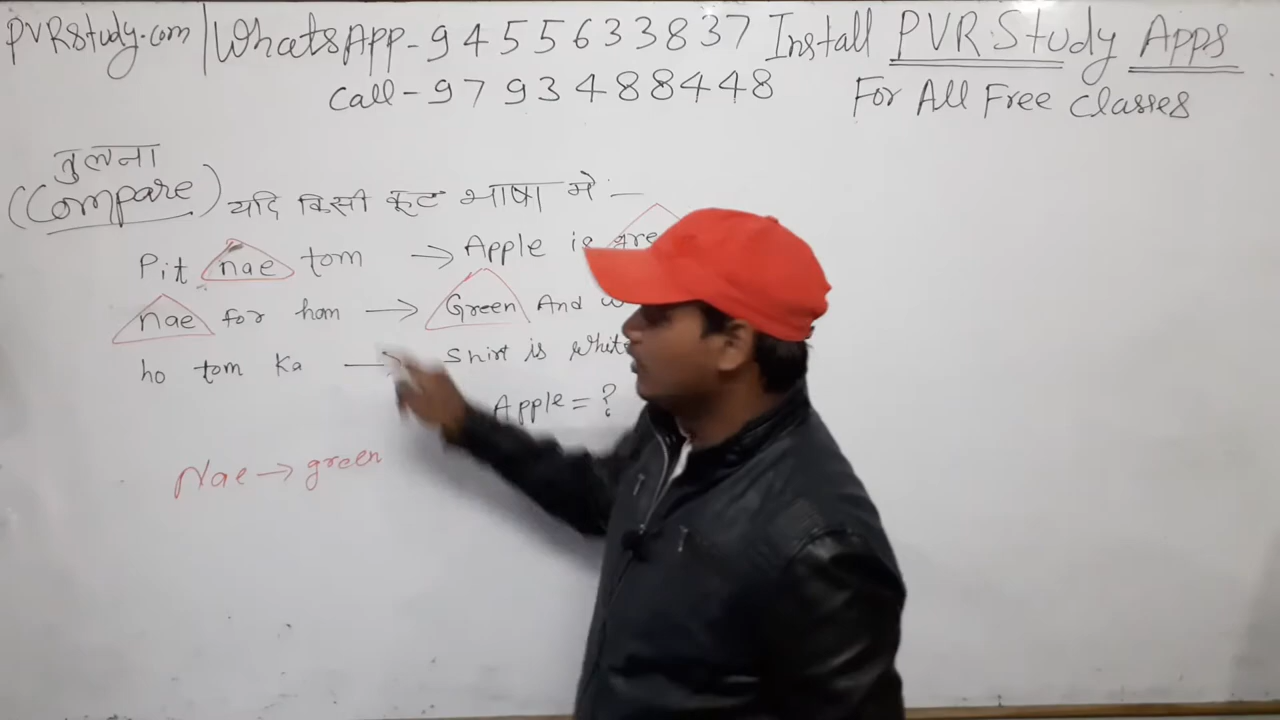 PVRStudy.com | WhatsApp-9455633837 Install PVR Study Apps
Call-9793488448 For All Free Classes
तुलना
(Compare) यदि किसी कूट भाषा मे :-
Pit nae tom → Apple is
nae for ham → Green And
ho tom Ka → Shirt is
Apple = ?
Nae → green